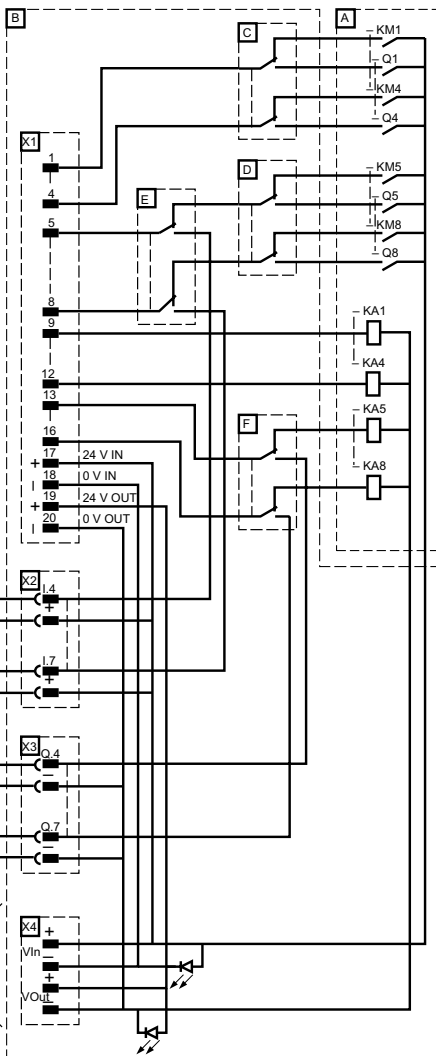 B
A
C
KM1
Q1
KM4
Q4
X1
1
4
5
8
9
12
13
16
+ 17 24 V IN
– 18 0 V IN
+ 19 24 V OUT
– 20 0 V OUT
E
D
KM5
Q5
KM8
Q8
KA1
KA4
KA5
KA8
F
X2
I.4
+
I.7
+
X3
Q.4
–
Q.7
–
X4
+
VIn
–
+
VOut
–